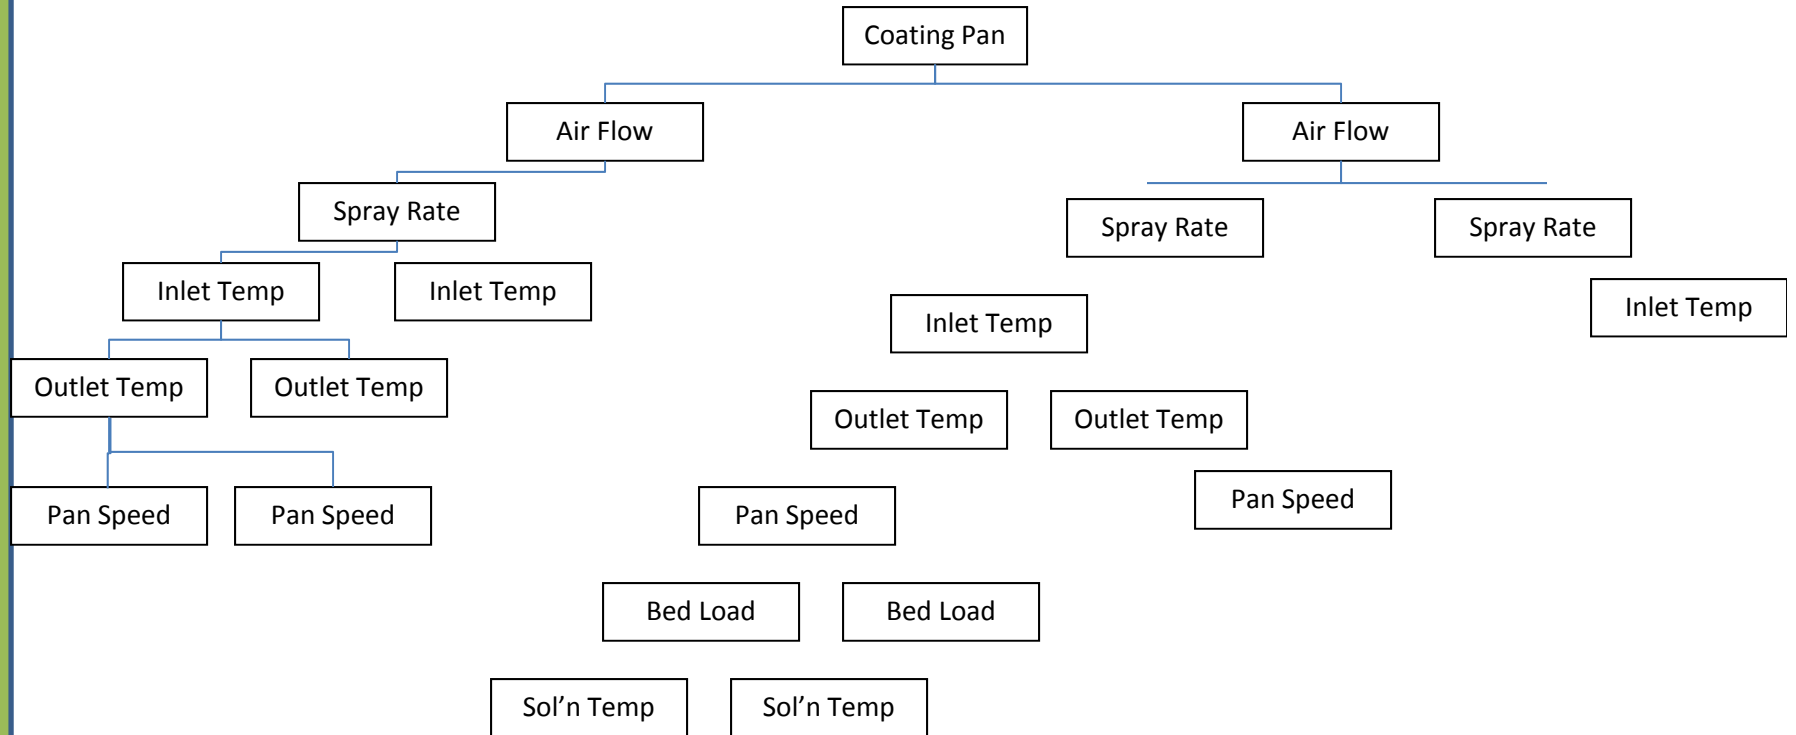 Coating Pan
Air Flow
Air Flow
Spray Rate
Spray Rate
Spray Rate
Inlet Temp
Inlet Temp
Inlet Temp
Inlet Temp
Outlet Temp
Outlet Temp
Outlet Temp
Outlet Temp
Pan Speed
Pan Speed
Pan Speed
Pan Speed
Bed Load
Bed Load
Sol’n Temp
Sol’n Temp